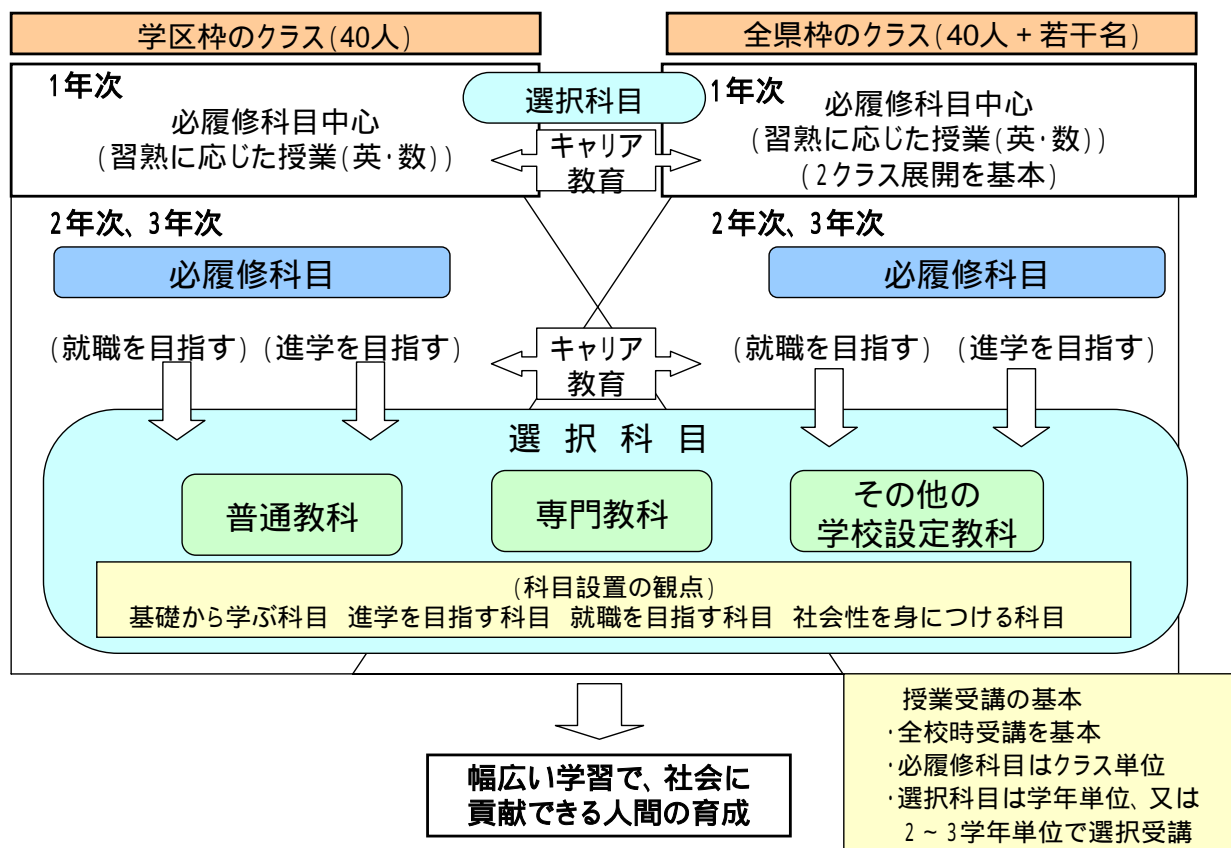 学区枠のクラス(40人)
全県枠のクラス(40人+若干名)
1年次
必履修科目中心
(習熟に応じた授業(英・数))
選択科目
キャリア
教育
1年次
必履修科目中心
(習熟に応じた授業(英・数))
(2クラス展開を基本)
2年次、3年次
必履修科目
(就職を目指す)(進学を目指す)
キャリア
教育
2年次、3年次
必履修科目
(就職を目指す)(進学を目指す)
選択科目
普通教科
専門教科
その他の
学校設定教科
(科目設置の観点)
基礎から学ぶ科目 進学を目指す科目 就職を目指す科目 社会性を身につける科目
幅広い学習で、社会に
貢献できる人間の育成
授業受講の基本
・全校時受講を基本
・必履修科目はクラス単位
・選択科目は学年単位、又は
2~3学年単位で選択受講